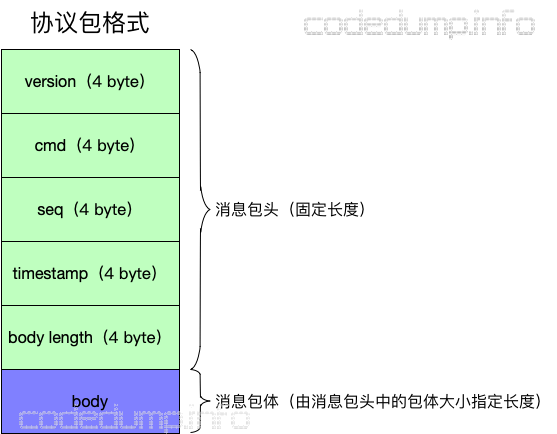 协议包格式
codedump.info
version（4 byte）
cmd（4 byte）
seq（4 byte）
消息包头（固定长度）
timestamp（4 byte）
body length（4 byte）
body
消息包体（由消息包头中的包体大小指定长度）
codedump.info